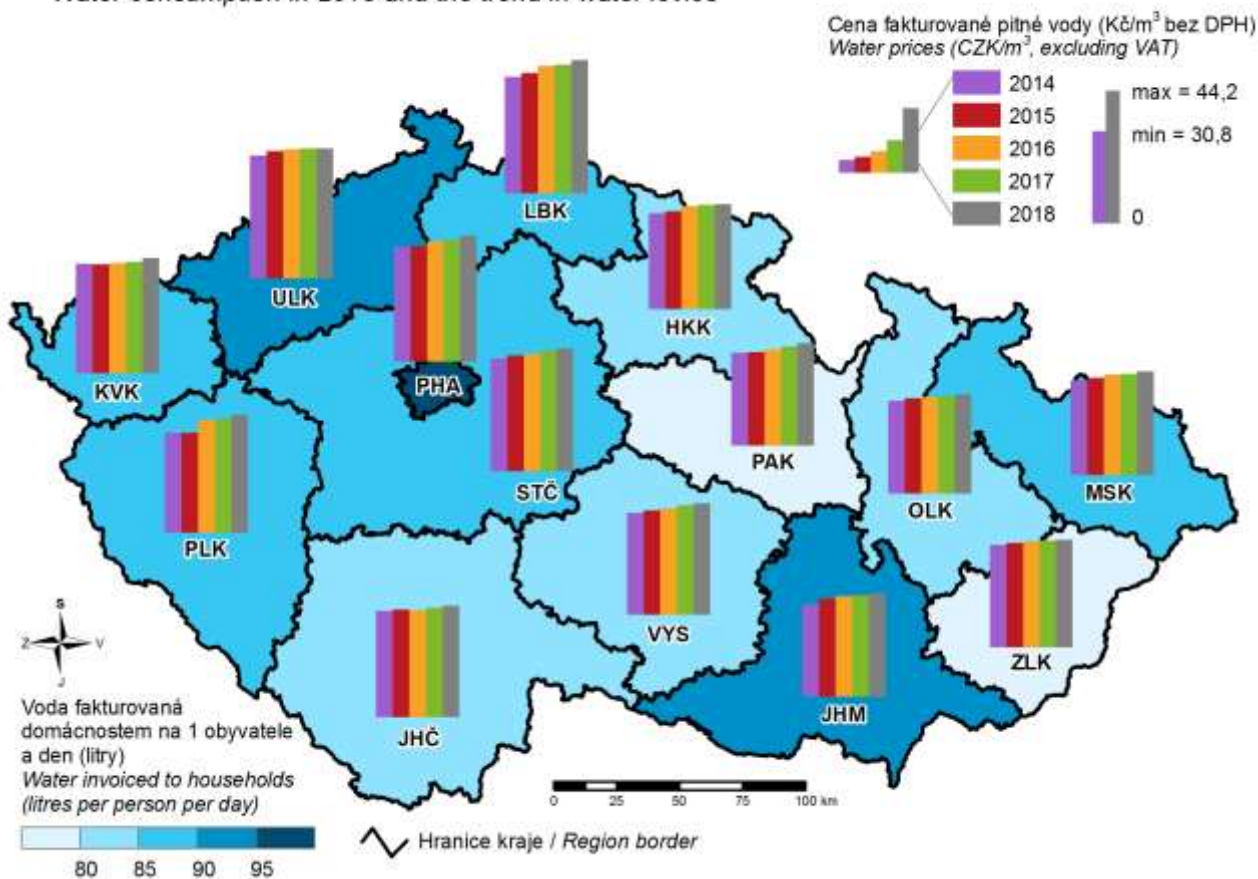 Cena fakturované pitné vody (Kč/m³ bez DPH)
Water prices (CZK/m³, excluding VAT)
2014
2015
2016
2017
2018
max = 44,2
min = 30,8
0
LBK
ULK
HKK
KVK
PHA
PAK
STČ
MSK
OLK
PLK
VYS
ZLK
JHM
JHČ
S
Z
V
J
Voda fakturovaná
domácnostem na 1 obyvatele
a den (litry)
Water invoiced to households
(litres per person per day)
80 85 90 95
0 25 50 75 100 km
Hranice kraje / Region border